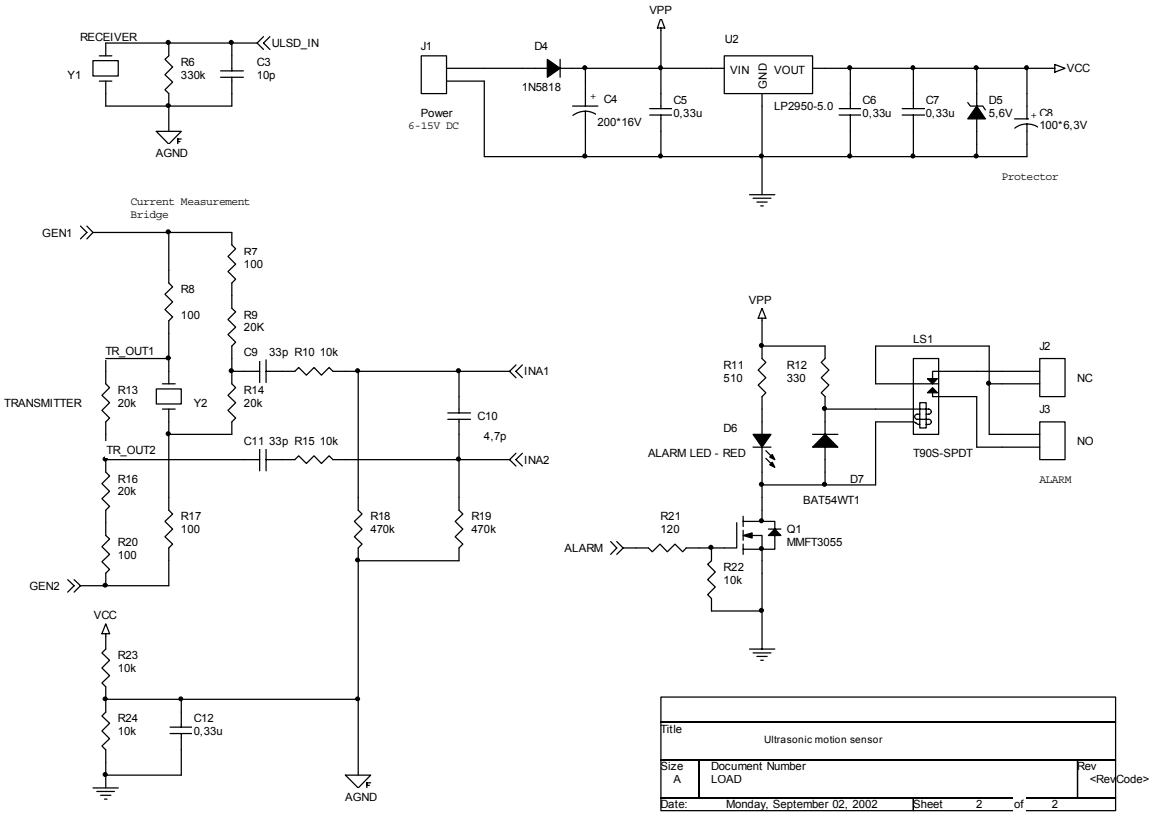 RECEIVER
Y1
R6
330k
C3
10p
ULSD_IN
AGND
VPP
J1
Power
6-15V DC
D4
1N5818
C4
200*16V
C5
0,33u
U2
VIN
GND
VOUT
LP2950-5.0
C6
0,33u
C7
0,33u
D5
5,6V
C8
100*6,3V
VCC
Protector
Current Measurement
Bridge
GEN1
R7
100
R8
100
R9
20K
TR_OUT1
C9
33p
R10 10k
INA1
R13
20k
TRANSMITTER
Y2
R14
20k
C10
4,7p
TR_OUT2
C11 33p
R15 10k
INA2
R16
20k
R17
100
R18
470k
R19
470k
R20
100
GEN2
VCC
R23
10k
R24
10k
C12
0,33u
AGND
VPP
R11
510
R12
330
LS1
J2
NC
J3
NO
ALARM
T90S-SPDT
D6
ALARM LED - RED
D7
BAT54WT1
R21
120
ALARM
Q1
MMFT3055
R22
10k
Title
Ultrasonic motion sensor
Size
A
Document Number
LOAD
Rev
<RevCode>
Date:
Monday, September 02, 2002
Sheet 2 of 2